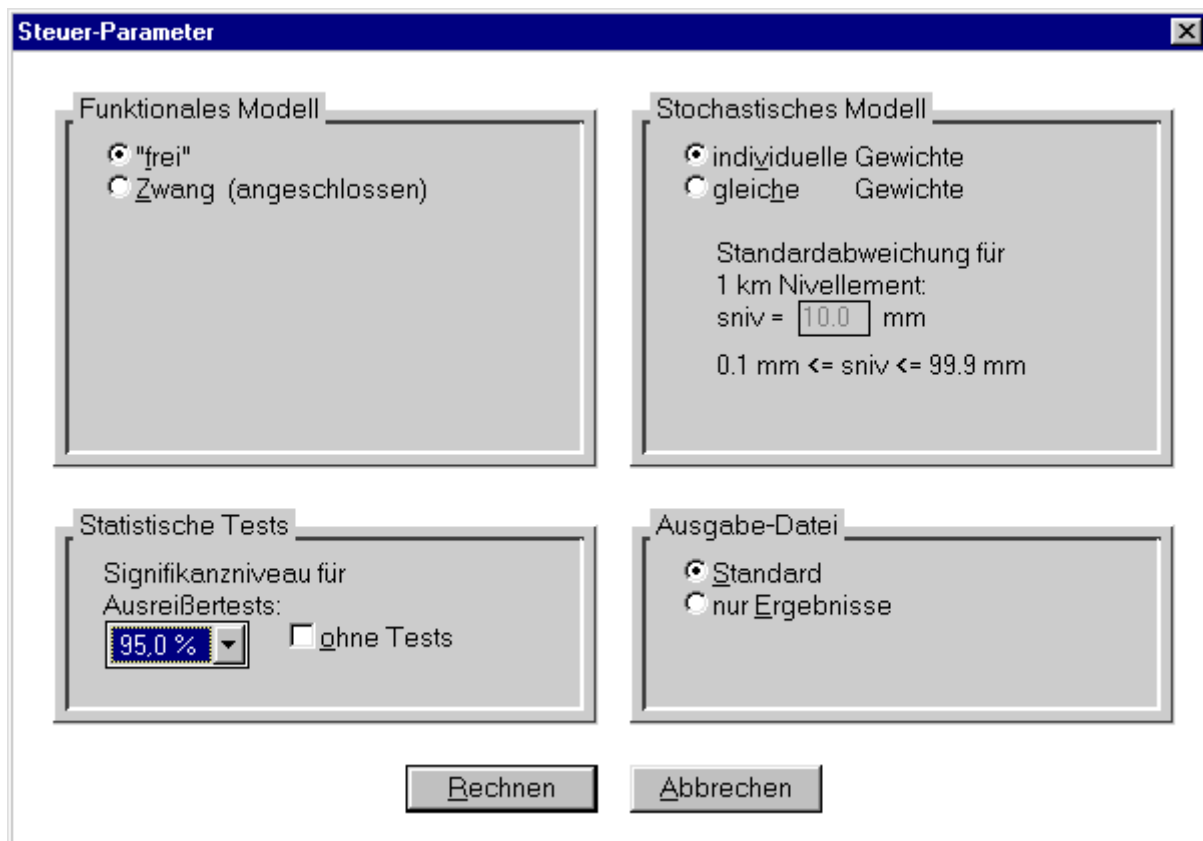 Steuer-Parameter
Funktionales Modell
"frei"
Zwang (angeschlossen)
Stochastisches Modell
individuelle Gewichte
gleiche Gewichte
Standardabweichung für
1 km Nivellement:
sniv = 10.0 mm
0.1 mm <= sniv <= 99.9 mm
Statistische Tests
Signifikanzniveau für
Ausreißertests:
95,0 % ohne Tests
Ausgabe-Datei
Standard
nur Ergebnisse
Rechnen Abbrechen